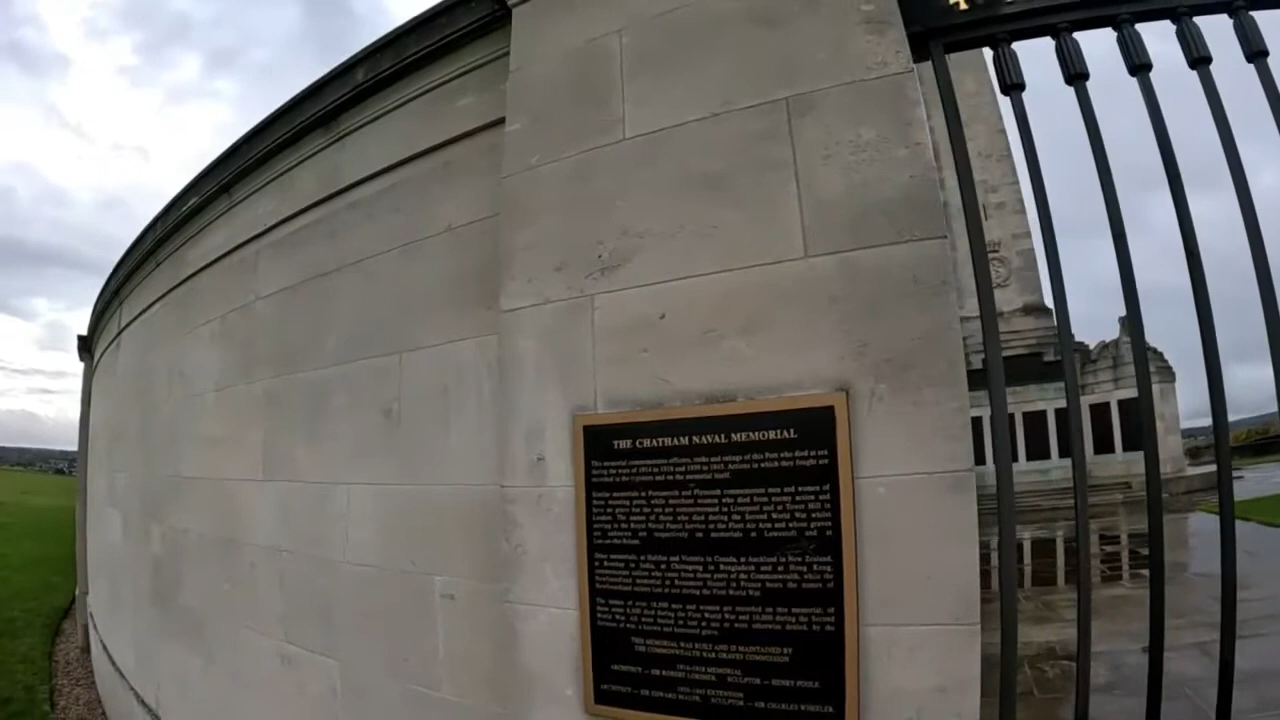 THE CHATHAM NAVAL MEMORIAL
This memorial commemorates officers, ranks and ratings of this Port who died at sea
during the wars of 1914 to 1918 and 1939 to 1945. Actions in which they fought are
recorded in the registers and on the memorial itself.
Similar memorials at Portsmouth and Plymouth commemorate men and women of
those manning ports, while merchant seamen who died from enemy action and
have no grave but the sea are commemorated in Liverpool and at Tower Hill in
London. The names of those who died during the Second World War whilst
serving in the Royal Naval Patrol Service or the Fleet Air Arm and whose graves
are unknown are respectively on memorials at Lowestoft and at
Lee-on-the-Solent.
Other memorials, at Halifax and Victoria in Canada, at Auckland in New Zealand,
at Bombay in India, at Chittagong in Bangladesh and at Hong Kong,
commemorate sailors who came from those parts of the Commonwealth, while the
Newfoundland memorial at Beaumont Hamel in France bears the names of
Newfoundland sailors lost at sea during the First World War.
The names of over 18,500 men and women are recorded on this memorial; of
these some 8,500 died during the First World War and 10,000 during the Second
World War. All were buried or lost at sea or were otherwise denied, by the
fortunes of war, a known and honoured grave.
THIS MEMORIAL WAS BUILT AND IS MAINTAINED BY
THE COMMONWEALTH WAR GRAVES COMMISSION
1914-1918 MEMORIAL
ARCHITECT — SIR ROBERT LORIMER. SCULPTOR — HENRY POOLE.
1939-1945 EXTENSION
ARCHITECT — SIR EDWARD MAUFE. SCULPTOR — SIR CHARLES WHEELER.